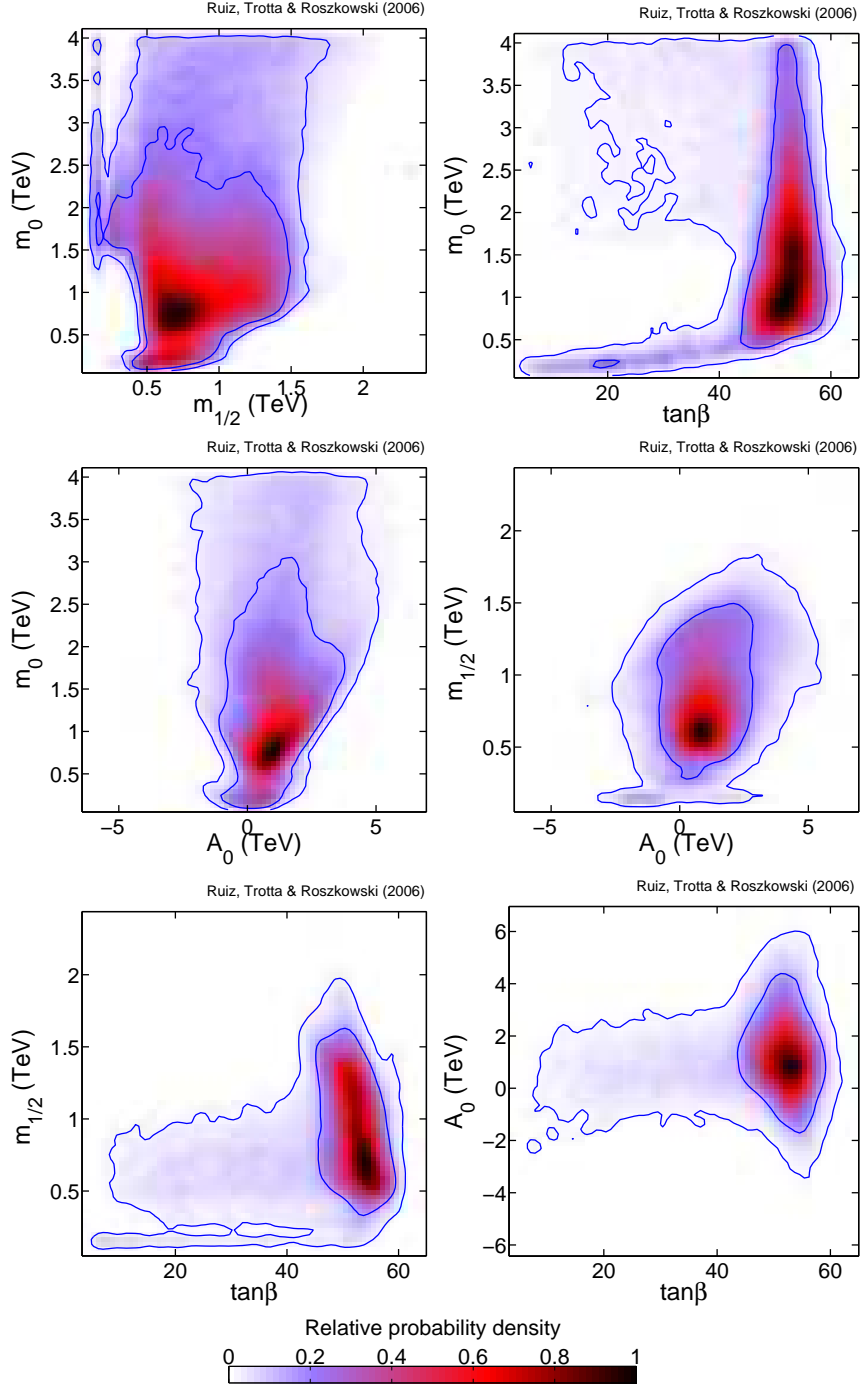 Ruiz, Trotta & Roszkowski (2006)
4
3.5
3
2.5
2
1.5
1
0.5
m0 (TeV)
0.5 1 1.5 2
m1/2 (TeV)
Ruiz, Trotta & Roszkowski (2006)
4
3.5
3
2.5
2
1.5
1
0.5
m0 (TeV)
20 40 60
tanβ
Ruiz, Trotta & Roszkowski (2006)
4
3.5
3
2.5
2
1.5
1
0.5
m0 (TeV)
−5 0 5
A0 (TeV)
Ruiz, Trotta & Roszkowski (2006)
2
1.5
1
0.5
m1/2 (TeV)
−5 0 5
A0 (TeV)
Ruiz, Trotta & Roszkowski (2006)
2
1.5
1
0.5
m1/2 (TeV)
20 40 60
tanβ
Ruiz, Trotta & Roszkowski (2006)
6
4
2
0
−2
−4
−6
A0 (TeV)
20 40 60
tanβ
Relative probability density
0 0.2 0.4 0.6 0.8 1